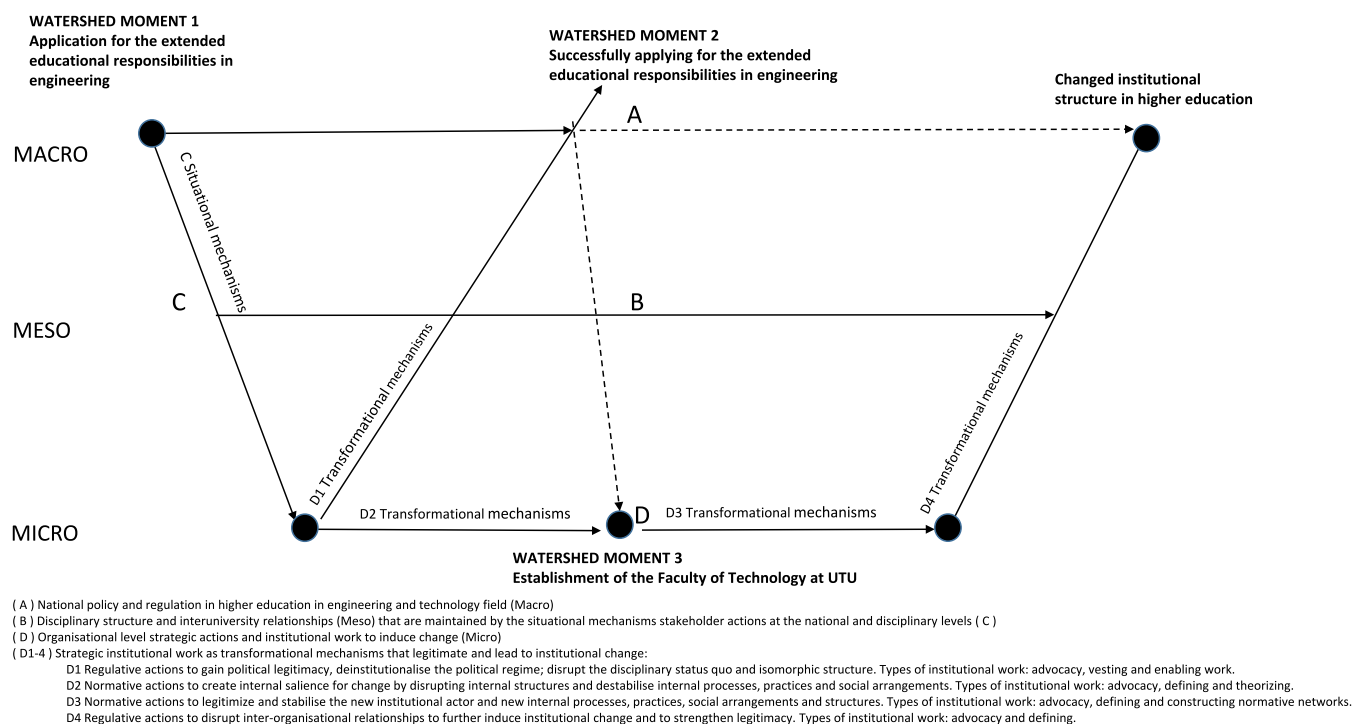 WATERSHED MOMENT 1
Application for the extended
educational responsibilities in
engineering
WATERSHED MOMENT 2
Successfully applying for the extended
educational responsibilities in engineering
Changed institutional
structure in higher education
A
MACRO
C Situational mechanisms
C
B
MESO
D1 Transformational mechanisms
D4 Transformational mechanisms
D2 Transformational mechanisms
D
D3 Transformational mechanisms
MICRO
WATERSHED MOMENT 3
Establishment of the Faculty of Technology at UTU
( A ) National policy and regulation in higher education in engineering and technology field (Macro)
( B ) Disciplinary structure and interuniversity relationships (Meso) that are maintained by the situational mechanisms stakeholder actions at the national and disciplinary levels ( C )
( D ) Organisational level strategic actions and institutional work to induce change (Micro)
( D1-4 ) Strategic institutional work as transformational mechanisms that legitimate and lead to institutional change:
D1 Regulative actions to gain political legitimacy, deinstitutionalise the political regime; disrupt the disciplinary status quo and isomorphic structure. Types of institutional work: advocacy, vesting and enabling work.
D2 Normative actions to create internal salience for change by disrupting internal structures and destabilise internal processes, practices and social arrangements. Types of institutional work: advocacy, defining and theorizing.
D3 Normative actions to legitimize and stabilise the new institutional actor and new internal processes, practices, social arrangements and structures. Types of institutional work: advocacy, defining and constructing normative networks.
D4 Regulative actions to disrupt inter-organisational relationships to further induce institutional change and to strengthen legitimacy. Types of institutional work: advocacy and defining.